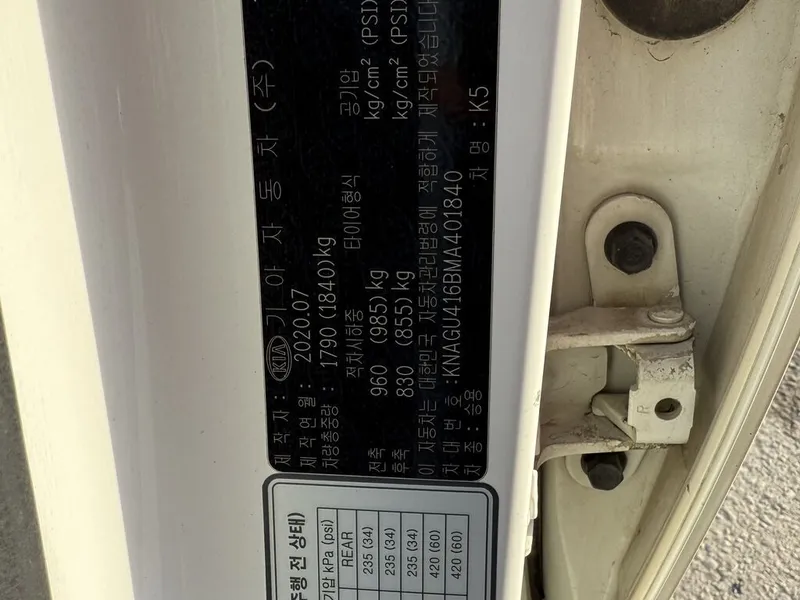 제 작 자 : KIA 기 아 자 동 차 (주)
제 작 연 월 : 2020.07
차량총중량 : 1790 (1840)kg
적차시하중 타이어형식 공기압
kg/cm² (PSI)
전축 960 (985)kg kg/cm² (PSI)
후축 830 (855)kg
이 자동차는 대한민국 자동차관리법령에 적합하게 제작되었습니다
차 대 번 호 : KNAGU416BMA401840
차 종 : 승용 차 명 : K5
주행 전 상태)
기압 kPa (psi)
REAR
235 (34)
235 (34)
235 (34)
420 (60)
420 (60)
R